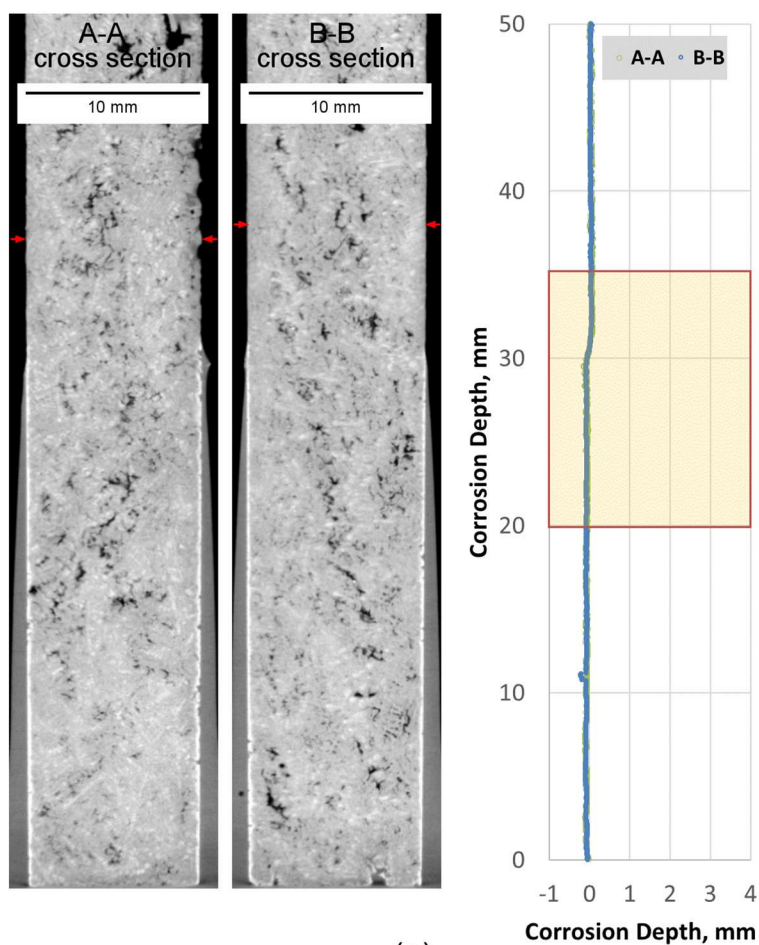 A-A
cross section
10 mm
B-B
cross section
10 mm
50
40
30
20
10
0
-1 0 1 2 3 4
A-A B-B
Corrosion Depth, mm
Corrosion Depth, mm